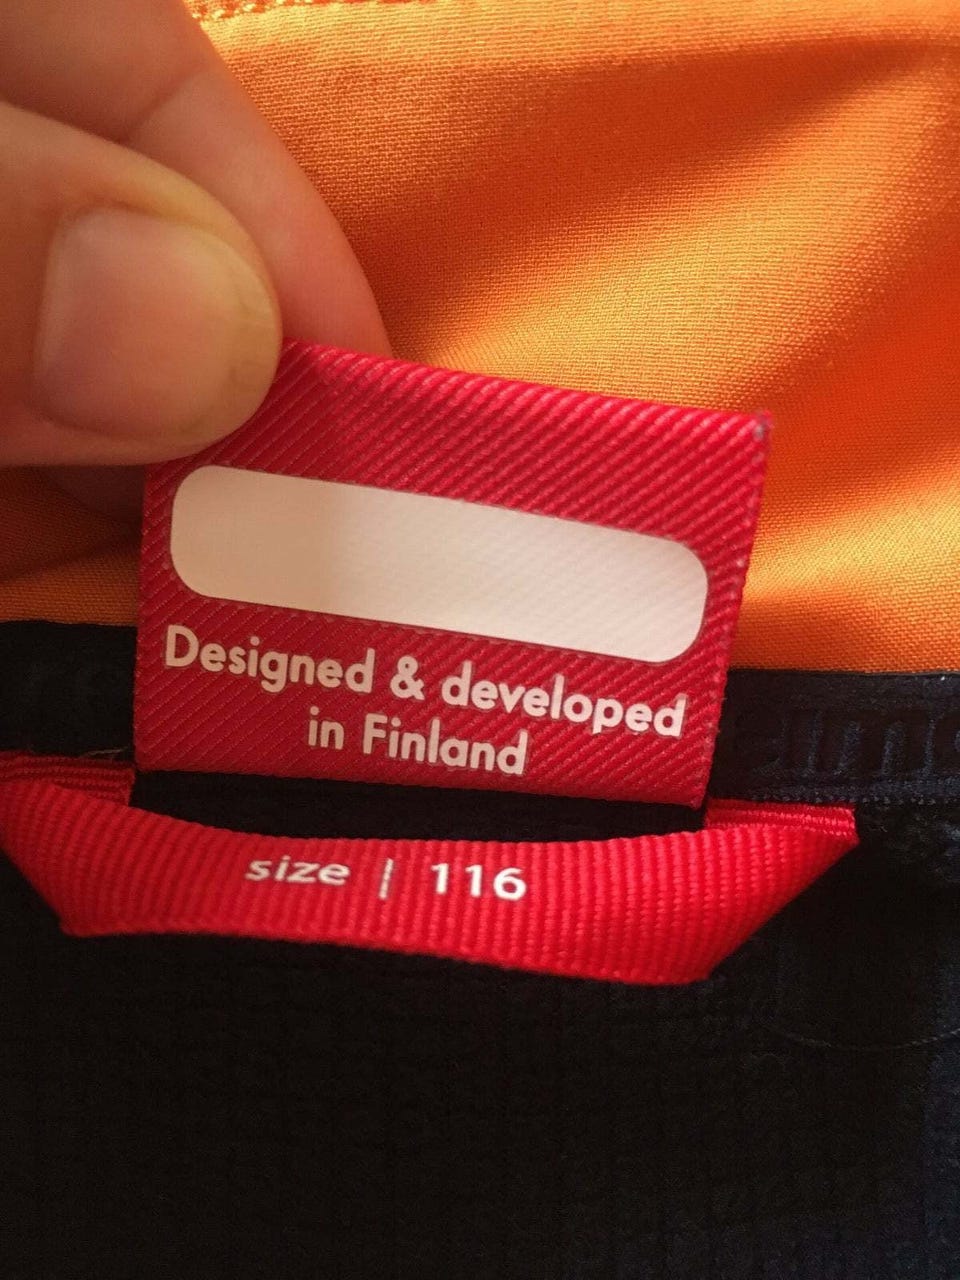 Designed & developed
in Finland
size | 116